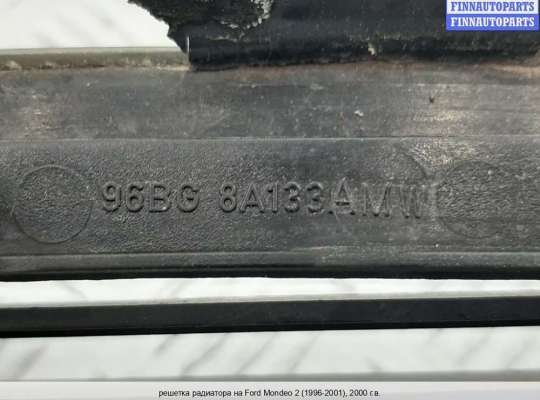 FINNAUTOPARTS
FINNAUTOPARTS
96BG 8A133AMW
решетка радиатора на Ford Mondeo 2 (1996-2001), 2000 г.в.